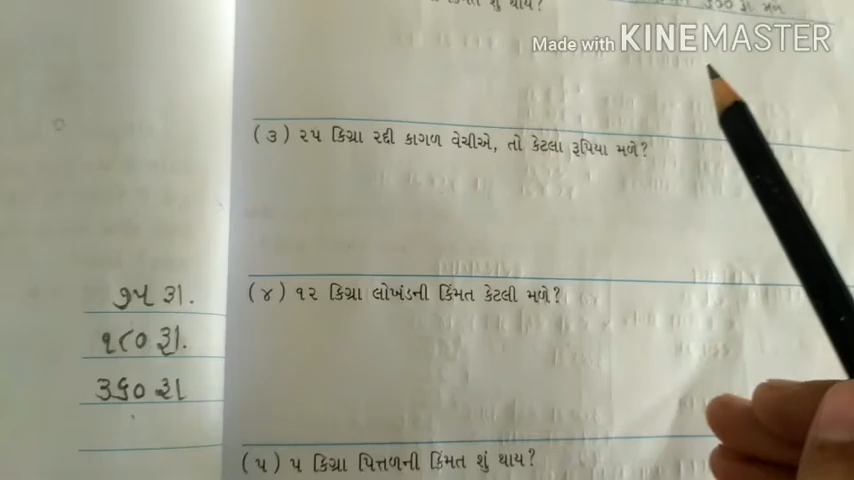 શું થાય?
Made with KINEMASTER
(૩) ૨૫ કિગ્રા રદ્દી કાગળ વેચીએ, તો કેટલા રૂપિયા મળે?
(૪) ૧૨ કિગ્રા લોખંડની કિંમત કેટલી મળે?
૭૫ રૂા.
૧૮૦ રૂા.
૩૬૦ રૂા
(૫) ૫ કિગ્રા પિત્તળની કિંમત શું થાય?